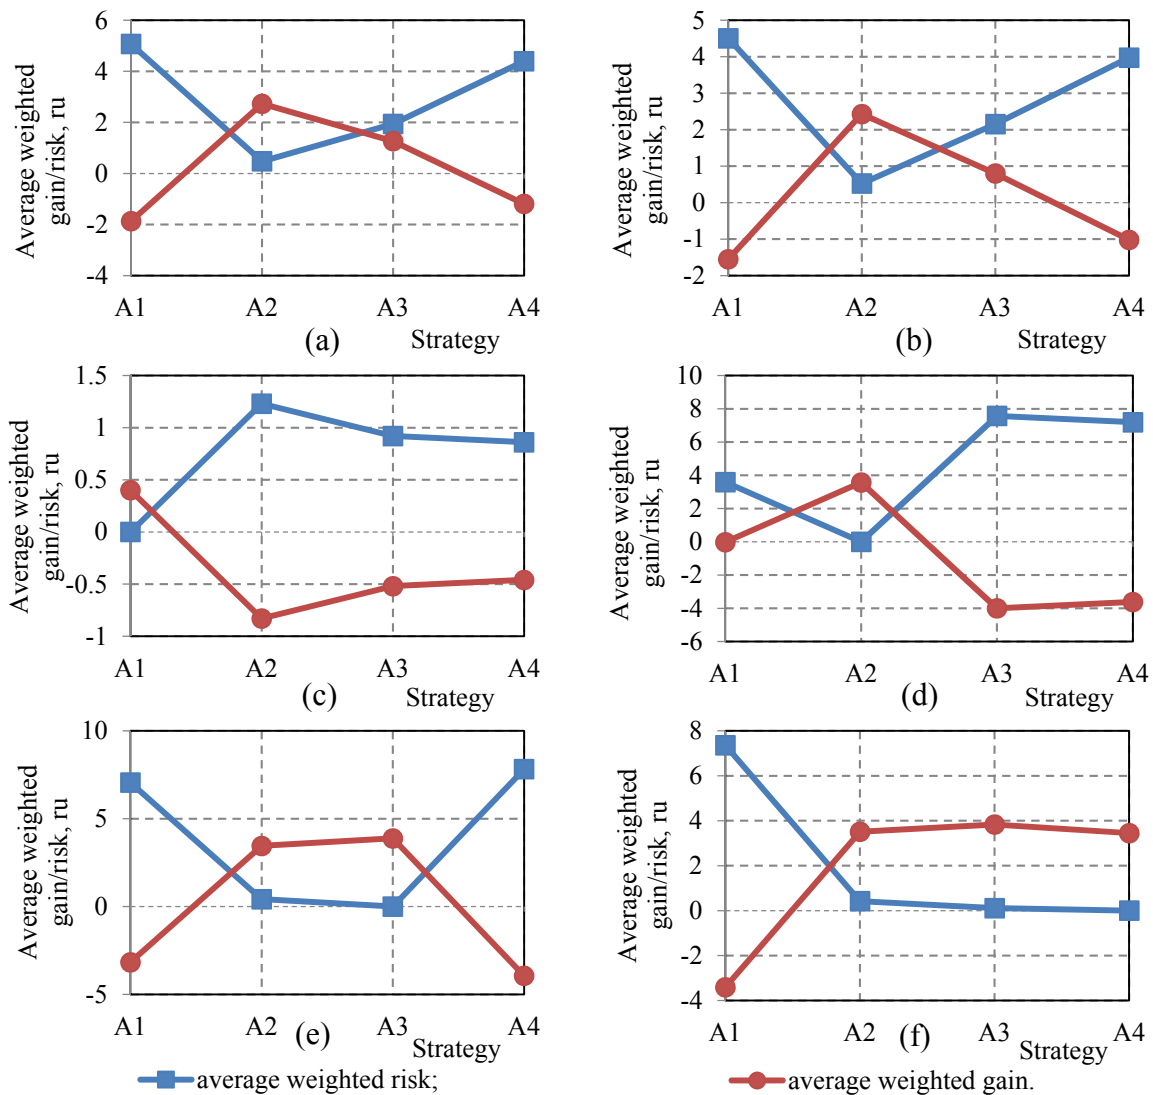 Average weighted
gain/risk, ru
6
4
2
0
-2
-4
A1 A2 A3 A4
(a) Strategy
Average weighted
gain/risk, ru
5
4
3
2
1
0
-1
-2
A1 A2 A3 A4
(b) Strategy
Average weighted
gain/risk, ru
1.5
1
0.5
0
-0.5
-1
A1 A2 A3 A4
(c) Strategy
Average weighted
gain/risk, ru
10
8
6
4
2
0
-2
-4
-6
A1 A2 A3 A4
(d) Strategy
Average weighted
gain/risk, ru
10
5
0
-5
A1 A2 A3 A4
(e) Strategy
Average weighted
gain/risk, ru
8
6
4
2
0
-2
-4
A1 A2 A3 A4
(f) Strategy
average weighted risk; average weighted gain.